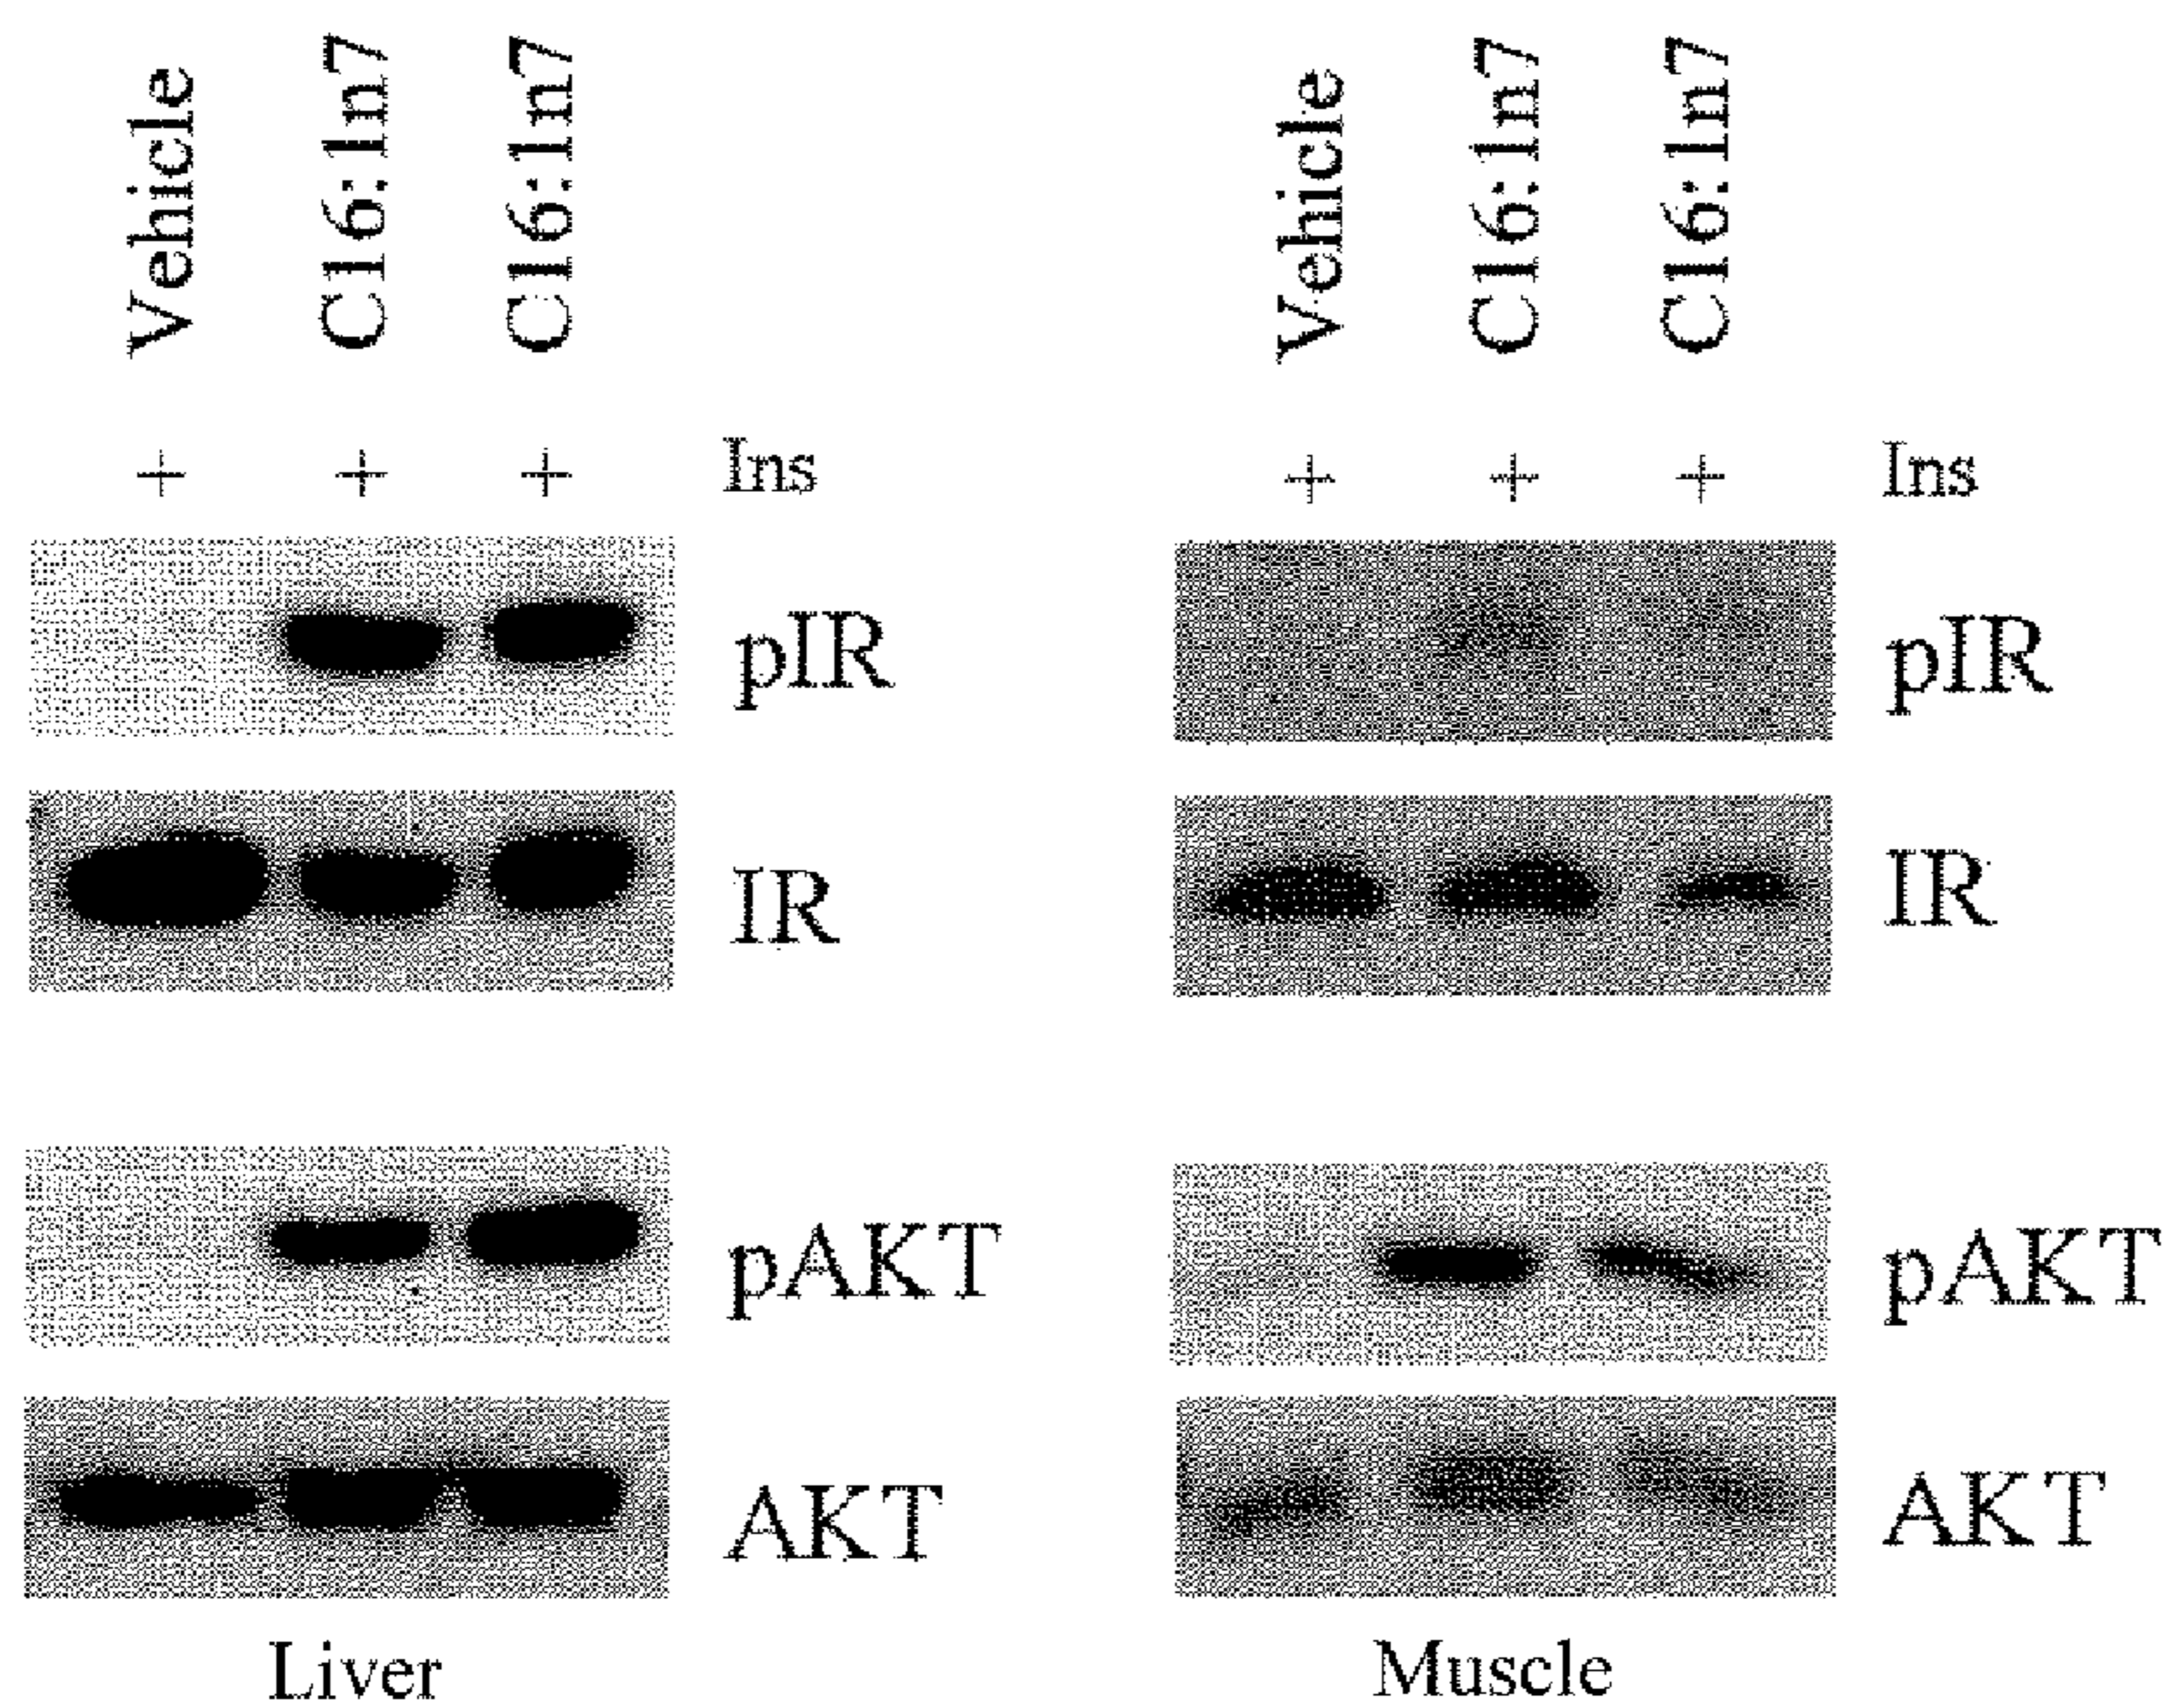 Vehicle
C16:1n7
C16:1n7
+ + + Ins
pIR
IR
pAKT
AKT
Liver
Vehicle
C16:1n7
C16:1n7
+ + + Ins
pIR
IR
pAKT
AKT
Muscle